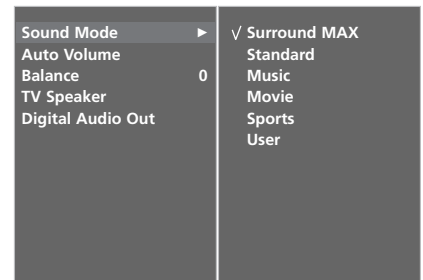 Sound Mode ►
Auto Volume
Balance 0
TV Speaker
Digital Audio Out
√ Surround MAX
Standard
Music
Movie
Sports
User